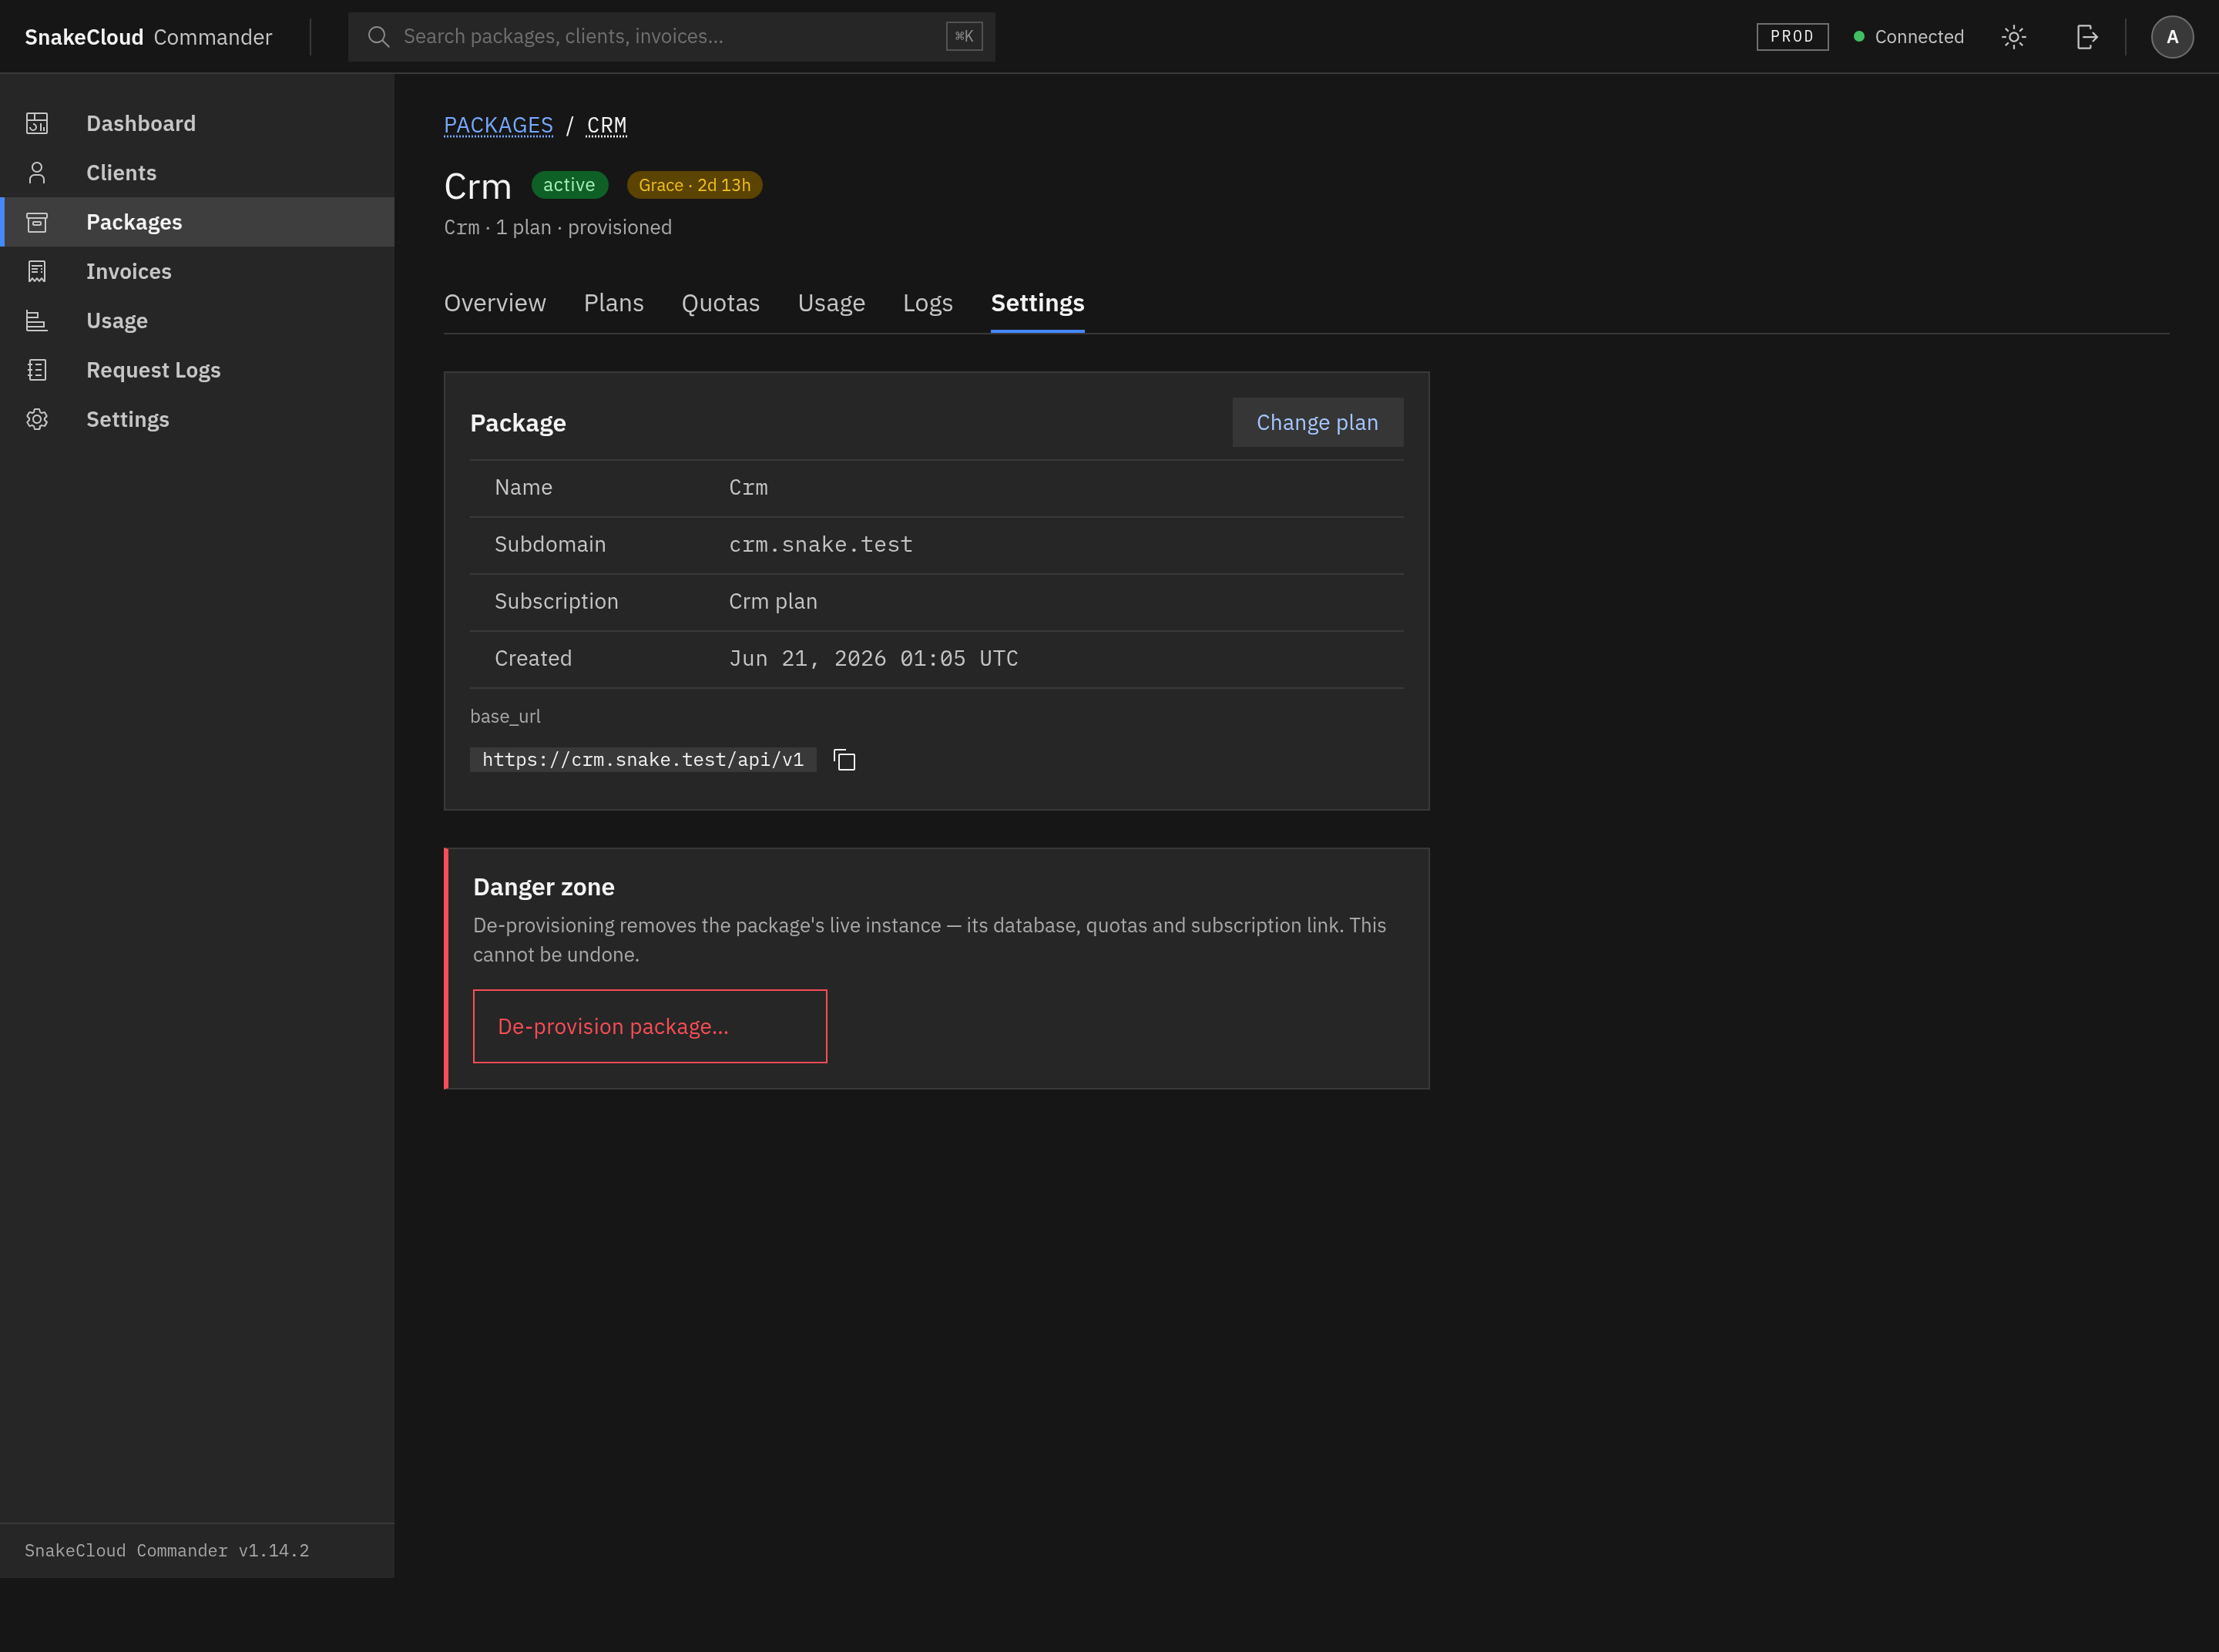 SnakeCloud Commander
Search packages, clients, invoices...
⌘K
PROD
Connected
A
Dashboard
Clients
Packages
Invoices
Usage
Request Logs
Settings
PACKAGES / CRM
Crm active Grace · 2d 13h
Crm · 1 plan · provisioned
Overview Plans Quotas Usage Logs Settings
Package Change plan
Name Crm
Subdomain crm.snake.test
Subscription Crm plan
Created Jun 21, 2026 01:05 UTC
base_url
https://crm.snake.test/api/v1
Danger zone
De-provisioning removes the package's live instance — its database, quotas and subscription link. This
cannot be undone.
De-provision package...
SnakeCloud Commander v1.14.2